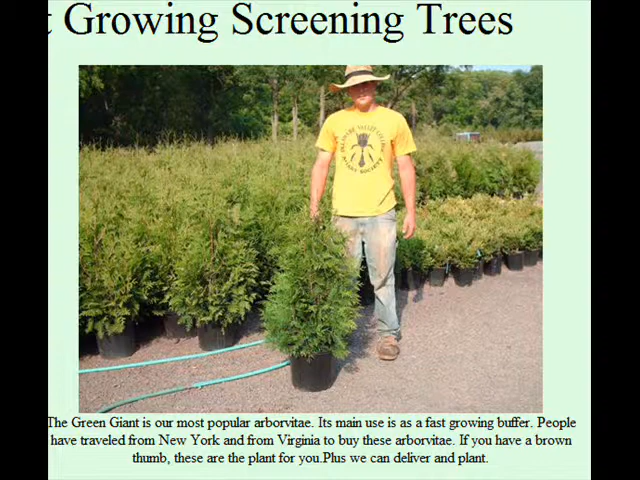 t Growing Screening Trees
The Green Giant is our most popular arborvitae. Its main use is as a fast growing buffer. People
have traveled from New York and from Virginia to buy these arborvitae. If you have a brown
thumb, these are the plant for you.Plus we can deliver and plant.